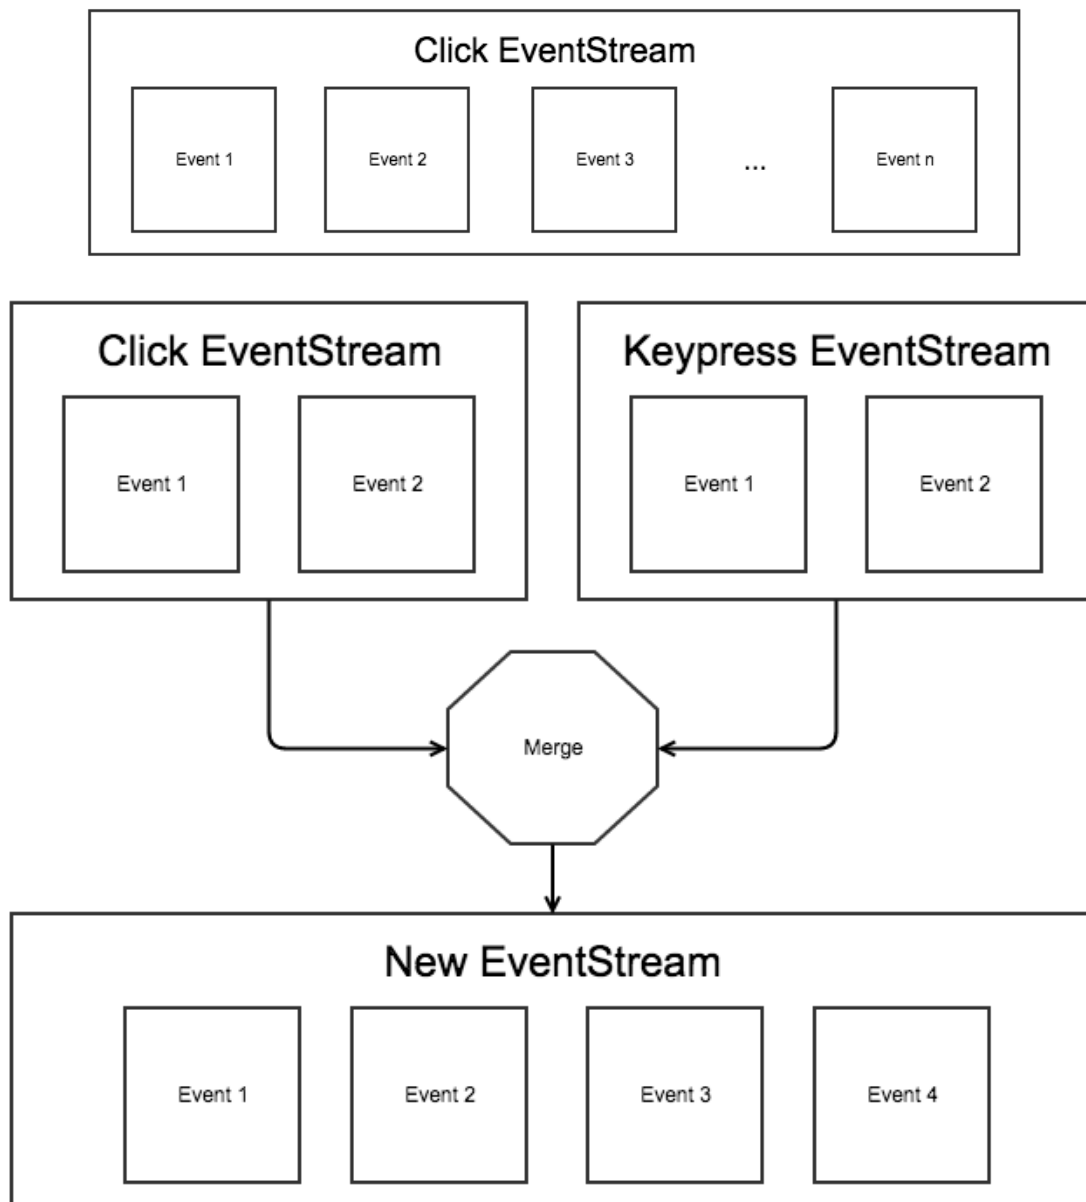 Click EventStream
Event 1
Event 2
Event 3
...
Event n
Click EventStream
Event 1
Event 2
Keypress EventStream
Event 1
Event 2
Merge
New EventStream
Event 1
Event 2
Event 3
Event 4